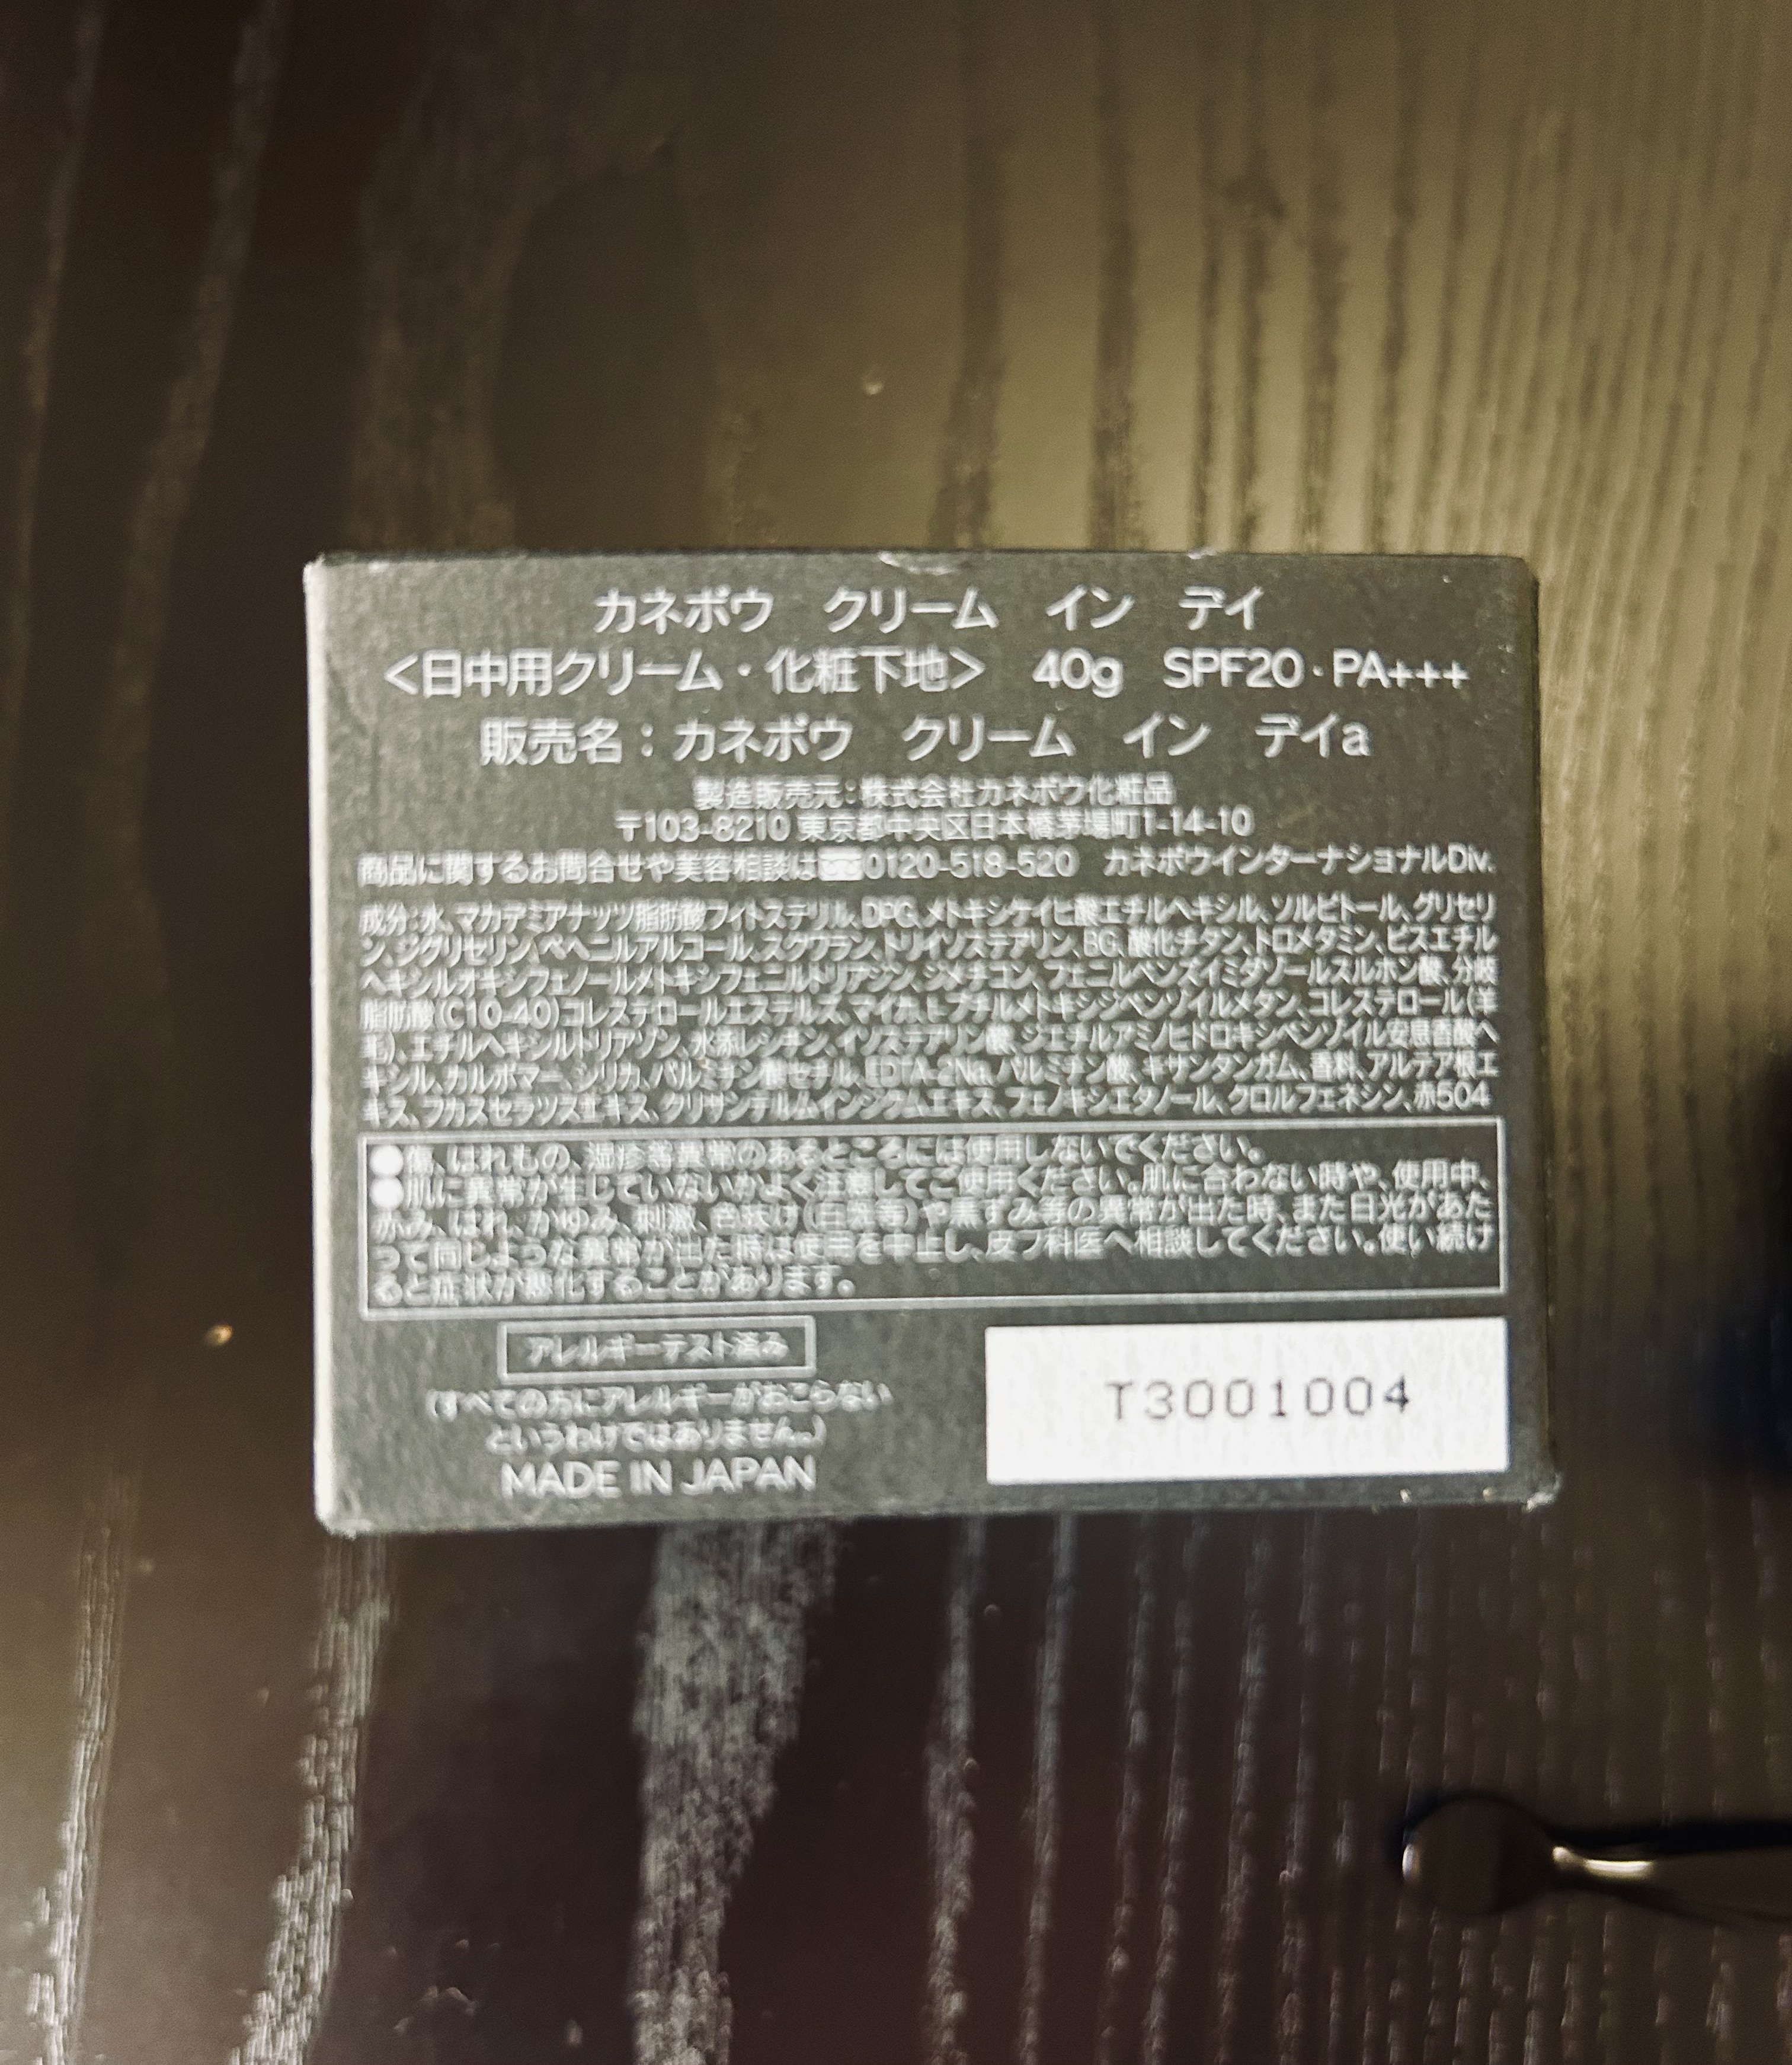 カネボウ クリーム イン デイ
<日中用クリーム・化粧下地> 40g SPF20・PA+++
販売名：カネボウ クリーム イン デイa
製造販売元：株式会社カネボウ化粧品
〒103-8210 東京都中央区日本橋茅場町1-14-10
商品に関するお問合せや美容相談は 0120-518-520 カネボウインターナショナルDiv.
成分：水、マカデミアナッツ脂肪酸フィトステリル、DPG、メトキシケイヒ酸エチルヘキシル、ソルビトール、グリセリ
ン、ジグリセリン、ベヘニルアルコール、スクワラン、トリイソステアリン、BG、酸化チタン、トロメタミン、ビスエチル
ヘキシルオキシフェノールメトキシフェニルトリアジン、ジメチコン、フェニルベンズイミダゾールスルホン酸、分岐
脂肪酸(C10-40)コレステロールエステルズ、マイカ、t-ブチルメトキシジベンゾイルメタン、コレステロール(羊
毛)、エチルヘキシルトリアゾン、水添レシチン、イソステアリン酸、ジエチルアミノヒドロキシベンゾイル安息香酸ヘ
キシル、カルボマー、シリカ、パルミチン酸セチル、EDTA-2Na、パルミチン酸、キサンタンガム、香料、アルテア根エ
キス、フカスセラツスエキス、クリサンテルムインジクムエキス、フェノキシエタノール、クロルフェネシン、赤504
●傷、はれもの、湿疹等異常のあるところには使用しないでください。
●肌に異常が生じていないかよく注意してご使用ください。肌に合わない時や、使用中、
赤み、はれ、かゆみ、刺激、色抜け(白斑等)や黒ずみ等の異常が出た時、また日光があた
って同じような異常が出た時は使用を中止し、皮フ科医へ相談してください。使い続け
ると症状が悪化することがあります。
アレルギーテスト済み
(すべての方にアレルギーがおこらない
というわけではありません。)
MADE IN JAPAN
T3001004